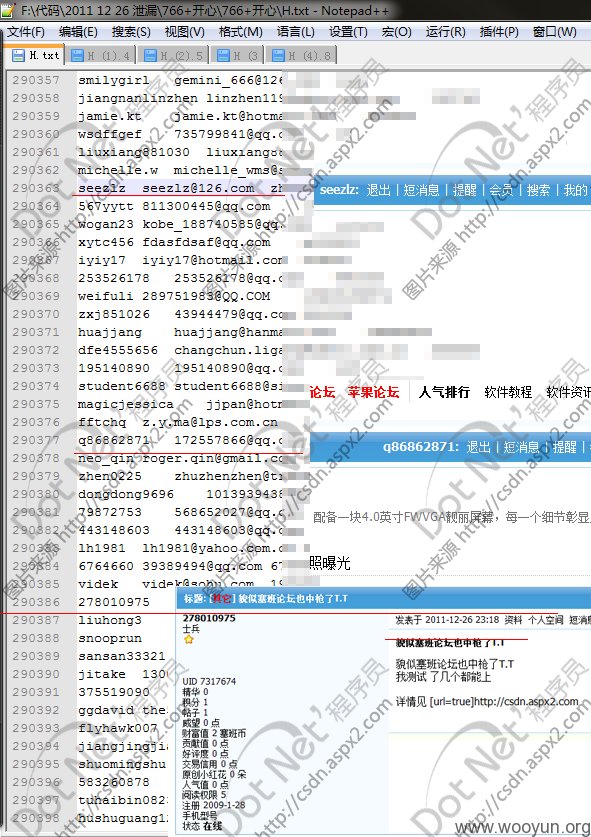 F:\代码\2011 12 26 泄漏\766+开心\766+开心\H.txt - Notepad++
文件(F) 编辑(E) 搜索(S) 视图(V) 格式(M) 语言(L) 设置(T) 宏(O) 运行(R) 插件(P) 窗口(W)
H.txt H (1).4 H (2).5 H (3 H (4).8
290357 smilygirl gemini_666@126
290358 jiangnanlinzhen linzhen119
290359 jamie.kt jamie.kt@hotma
290360 wsdffgef 735799841@qq.c
290361 liuxiang881030 liuxiangs
290362 michelle.w michelle_wms@s
290363 seezlz seezlz@126.com zh
seezlz: 退出 | 短消息 | 提醒 | 会员 | 搜索 | 我的
290364 567yytt 811300445@qq.com
290365 wogan23 kobe_188740585@qq.
290366 xytc456 fdasfdsaf@qq.com
290367 iyiy17 iyiy17@hotmail.com
290368 253526178 253526178@qq.c
290369 weifuli 289751983@QQ.COM
290370 zxj851026 43944479@qq.com
290371 huajjang huajjang@hanma
290372 dfe4555656 changchun.liga
290373 195140890 195140890@qq.c
290374 student6688 student6688@si
论坛 苹果论坛 人气排行 软件教程 软件资讯
290375 magicjessica jjpan@hotm
290376 fftchq z.y.ma@lps.com.cn
290377 q86862871 172557866@qq.c
q86862871: 退出 | 短消息 | 提醒 |
290378 neo_qin roger.qin@gmail.co
290379 zhen0225 zhuzhenzhen@ti
290380 dongdong9696 1013939438
290381 79872753 568652027@qq.c
配备一块4.0英寸FWVGA靓丽屏幕，每一个细节彰显
290382 443148603 443148603@qq.c
290383 lh1981 lh1981@yahoo.com.c
290384 6764660 39389494@qq.com 67
照曝光
290385 videk videk@sohu.com 19
290386 278010975
标题: [其它] 貌似塞班论坛也中枪了T.T
290387 liuhong3
278010975
士兵
发表于 2011-12-26 23:18 资料 个人空间 短消息
290388 snooprun
貌似塞班论坛也中枪了T.T
290389 sansan33321
貌似塞班论坛也中枪了T.T
我测试 了几个都能上
290390 jitake 130
UID 7317674
详情见 [url=true]http://csdn.aspx2.com
290391 375519090
精华 0
积分 1
帖子 1
290392 ggdavid the
威望 0 点
财富值 2 塞班币
290393 flyhawk007
贡献值 0 点
290394 jiangjingjia
好评度 0 点
交易信用 0 点
290395 shuomingshu
原创小红花 0 朵
290396 583260878
人气值 0 点
阅读权限 5
290397 tuhaibin082
注册 2009-1-28
手机型号
290398 hushuguang1
状态 在线
Dot Net' 程序员
图片来源 http://csdn.aspx2.com
www.wooyun.org